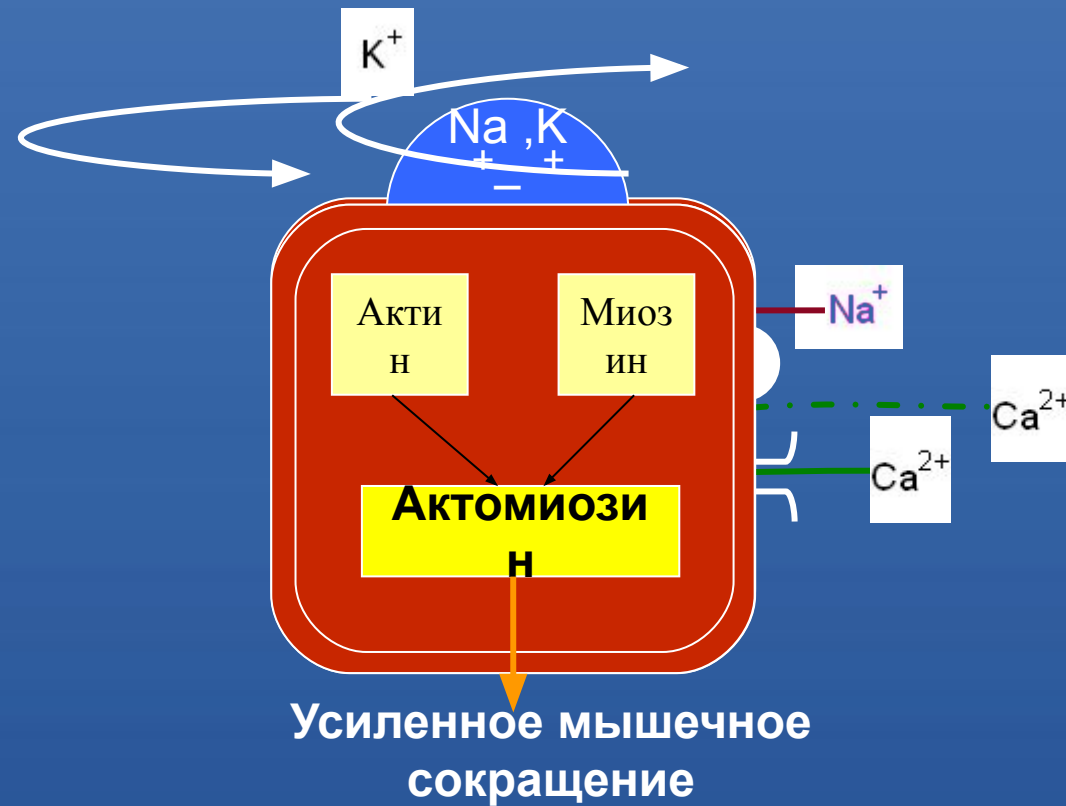 K+
Na ,K
+ +
–
Акти
н
Миоз
ин
Na+
Ca2+
Ca2+
Актомиози
н
Усиленное мышечное
сокращение